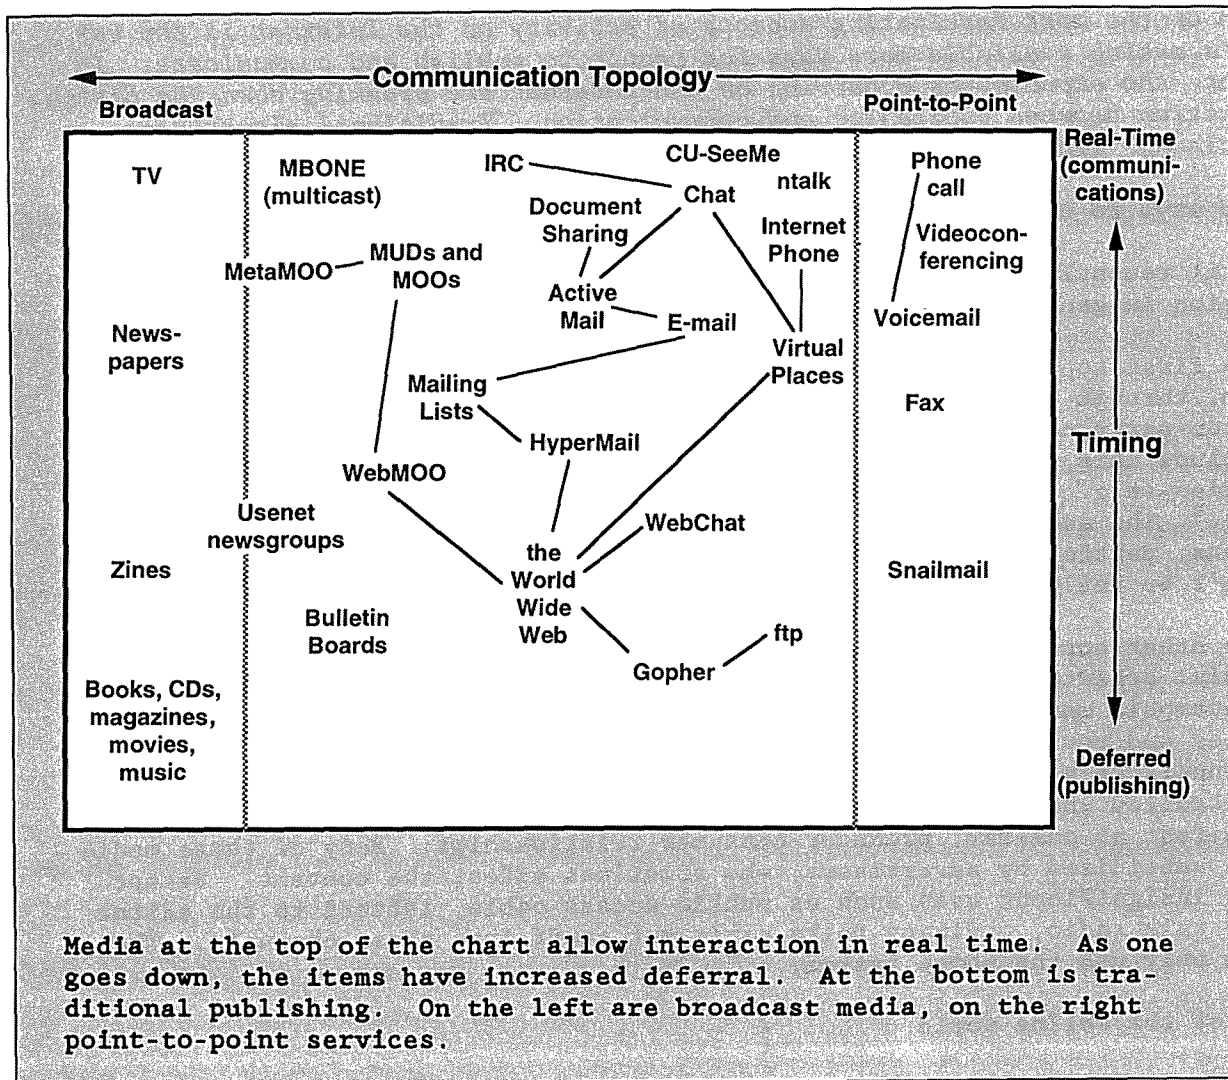 Communication Topology
Broadcast
Point-to-Point
TV
MBONE
(multicast)
IRC
CU-SeeMe
ntalk
Chat
Phone
call
Real-Time
(communi-
cations)
Document
Sharing
Internet
Phone
Videocon-
ferencing
MetaMOO
MUDs and
MOOs
Active
Mail
E-mail
Voicemail
News-
papers
Virtual
Places
Mailing
Lists
Fax
HyperMail
Timing
WebMOO
Usenet
newsgroups
WebChat
the
World
Wide
Web
Zines
Snailmail
Bulletin
Boards
ftp
Gopher
Books, CDs,
magazines,
movies,
music
Deferred
(publishing)
Media at the top of the chart allow interaction in real time. As one
goes down, the items have increased deferral. At the bottom is tra-
ditional publishing. On the left are broadcast media, on the right
point-to-point services.